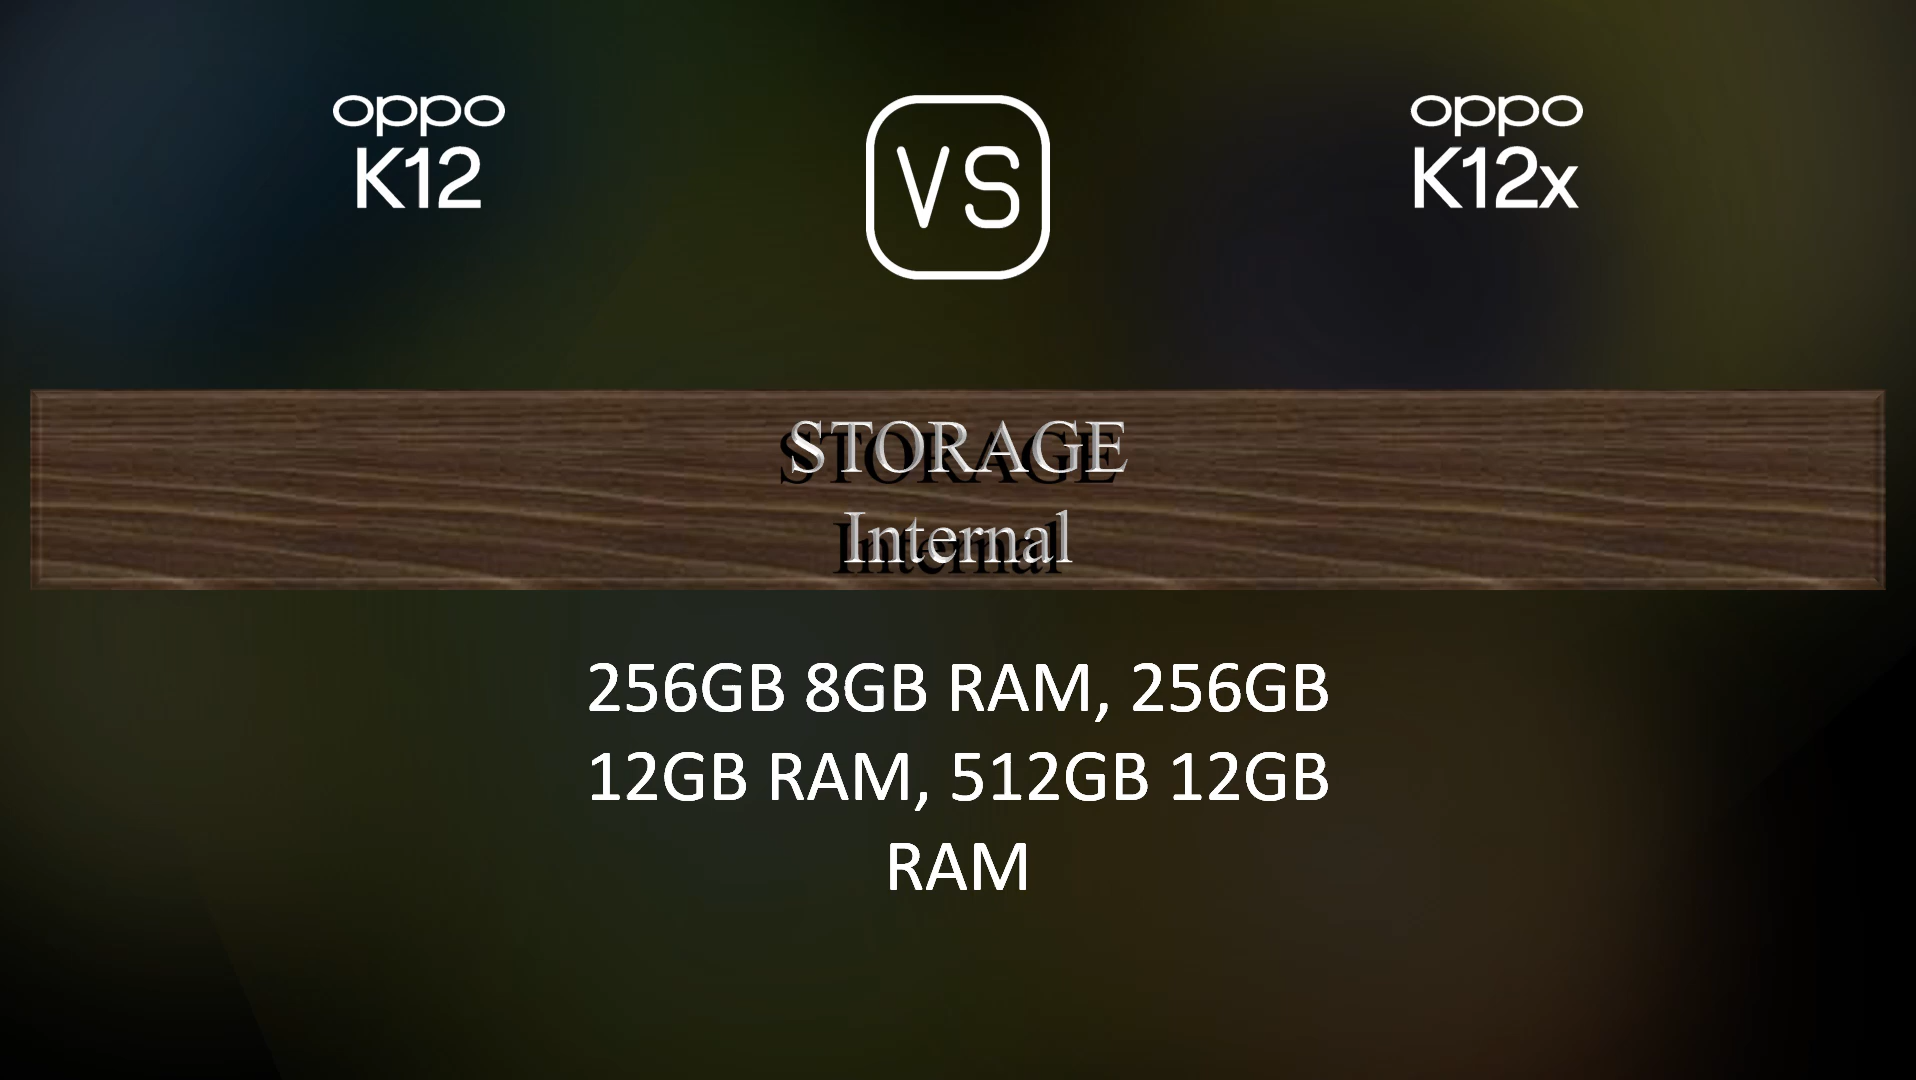 oppo
K12
VS
oppo
K12x
STORAGE
Internal
256GB 8GB RAM, 256GB
12GB RAM, 512GB 12GB
RAM